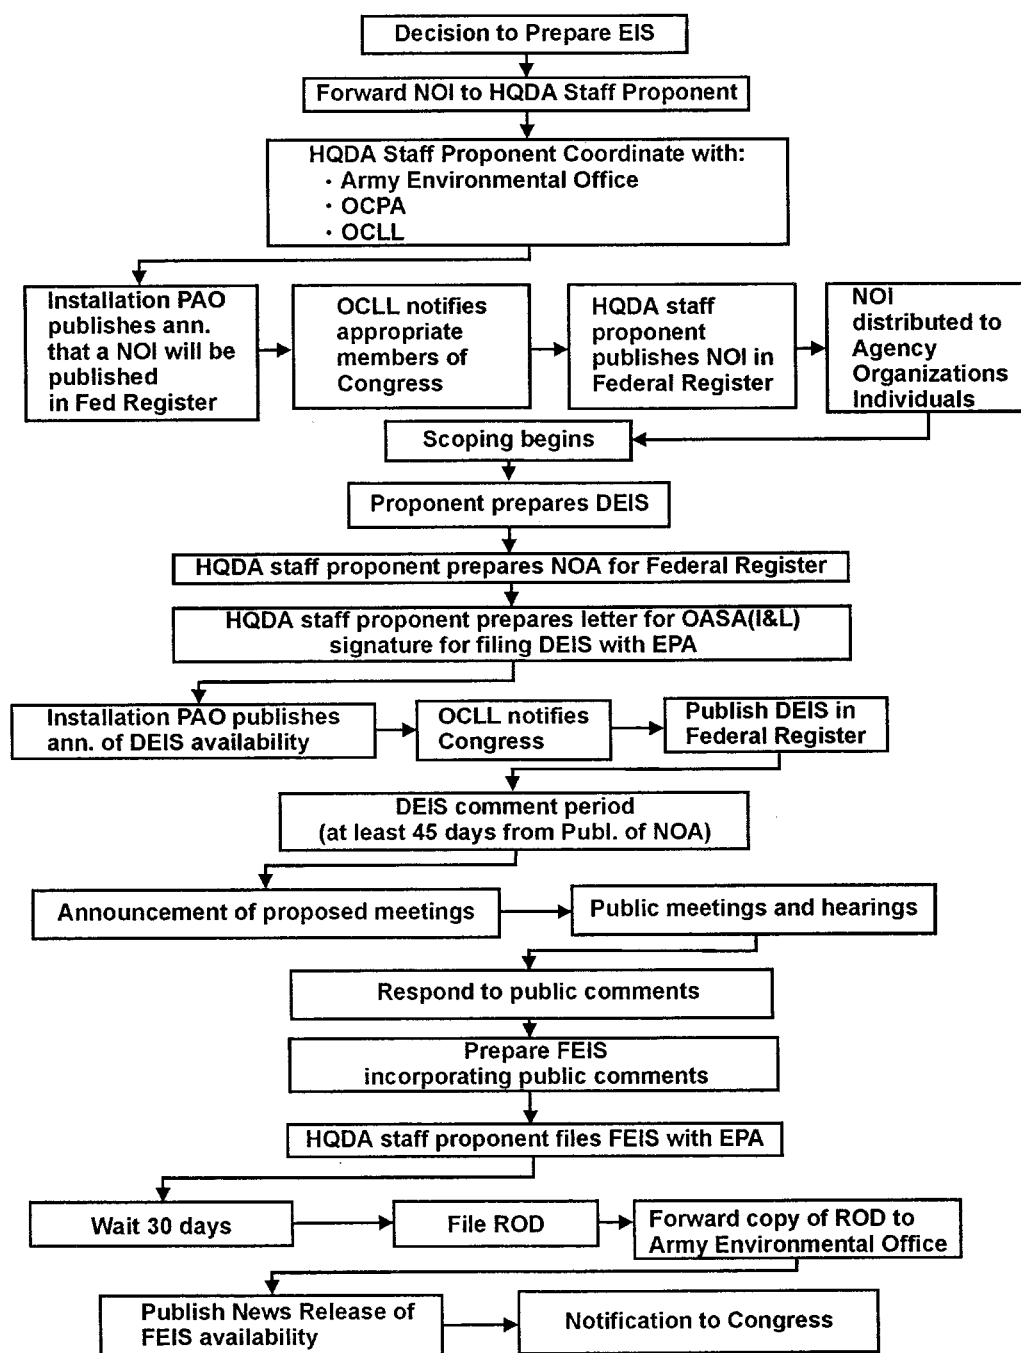 Decision to Prepare EIS
Forward NOI to HQDA Staff Proponent
HQDA Staff Proponent Coordinate with:
· Army Environmental Office
· OCPA
· OCLL
Installation PAO
publishes ann.
that a NOI will be
published
in Fed Register
OCLL notifies
appropriate
members of
Congress
HQDA staff
proponent
publishes NOI in
Federal Register
NOI
distributed to
Agency
Organizations
Individuals
Scoping begins
Proponent prepares DEIS
HQDA staff proponent prepares NOA for Federal Register
HQDA staff proponent prepares letter for OASA(I&L)
signature for filing DEIS with EPA
Installation PAO publishes
ann. of DEIS availability
OCLL notifies
Congress
Publish DEIS in
Federal Register
DEIS comment period
(at least 45 days from Publ. of NOA)
Announcement of proposed meetings
Public meetings and hearings
Respond to public comments
Prepare FEIS
incorporating public comments
HQDA staff proponent files FEIS with EPA
Wait 30 days
File ROD
Forward copy of ROD to
Army Environmental Office
Publish News Release of
FEIS availability
Notification to Congress